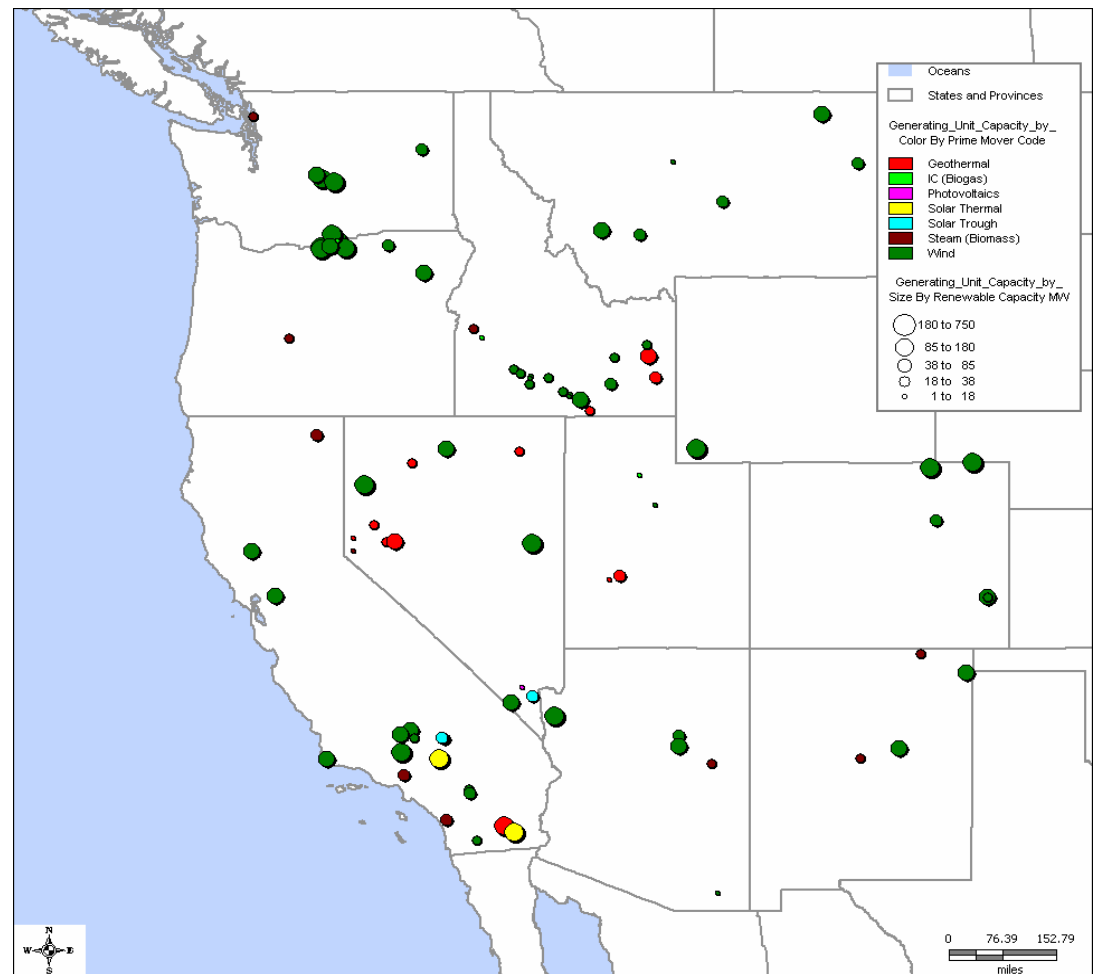 Oceans
States and Provinces
Generating_Unit_Capacity_by_
Color By Prime Mover Code
Geothermal
IC (Biogas)
Photovoltaics
Solar Thermal
Solar Trough
Steam (Biomass)
Wind
Generating_Unit_Capacity_by_
Size By Renewable Capacity MW
180 to 750
85 to 180
38 to 85
18 to 38
1 to 18
N
W E
S
0 76.39 152.79
miles